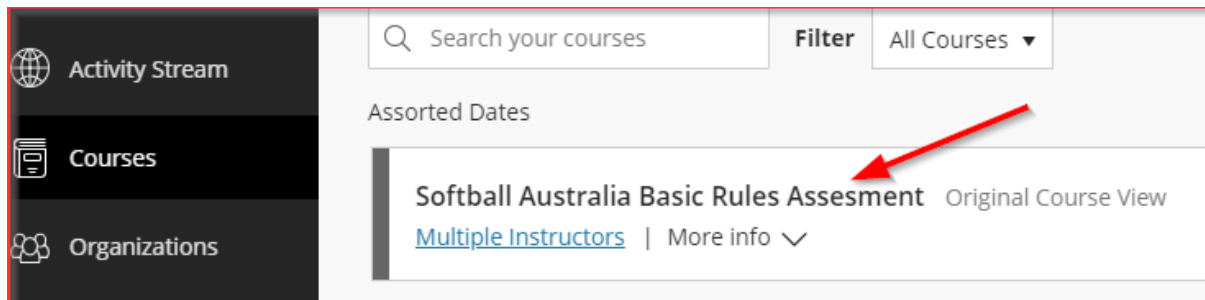 Activity Stream
Courses
Organizations
Search your courses Filter All Courses
Assorted Dates
Softball Australia Basic Rules Assesment Original Course View
Multiple Instructors | More info